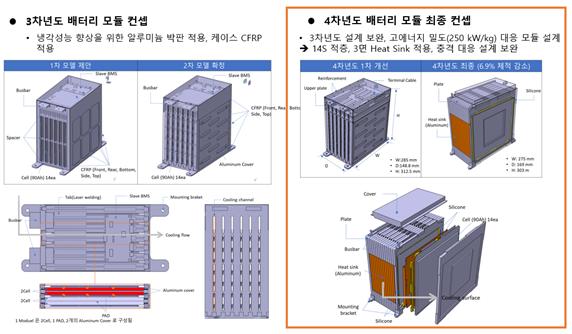 ● 3차년도 배터리 모듈 컨셉
• 냉각성능 향상을 위한 알루미늄 박판 적용, 케이스 CFRP
적용
1차 모델 제안
2차 모델 확정
Slave BMS
Busbar
Spacer
CFRP (Front, Rear, Bottom,
Side, Top)
Cell (90Ah) 14ea
Slave BMS
Busbar
CFRP (Front, Rear, Bottom,
Side, Top)
Aluminum Cover
Cell (90Ah) 14ea
Tab(Laser welding)
Slave BMS
Mounting braket
Cooling channel
Busbar
Cooling flow
2Cell
2Cell
Aluminum cover
PAD
1 Moduel 은 2Cell, 1 PAD, 2개의 Aluminum Cover 로 구성됨
● 4차년도 배터리 모듈 최종 컨셉
• 3차년도 설계 보완, 고에너지 밀도(250 kW/kg) 대응 모듈 설계
➔ 14S 적층, 3면 Heat Sink 적용, 충격 대응 설계 보완
4차년도 1차 개선
4차년도 최종 (6.9% 체적 감소)
Reinforcement
Upper plate
Terminal Cable
H
D
W
• W:285 mm
• D:148.8 mm
• H: 312.5 mm
Plate
Silicone
Heat sink
(Aluminum)
• W: 275 mm
• D: 169 mm
• H: 303 m
Cover
Silicone
Plate
Cell (90Ah) 14ea
Busbar
Heat sink
(Aluminum)
Mounting
bracket
Silicone
Cooling surface